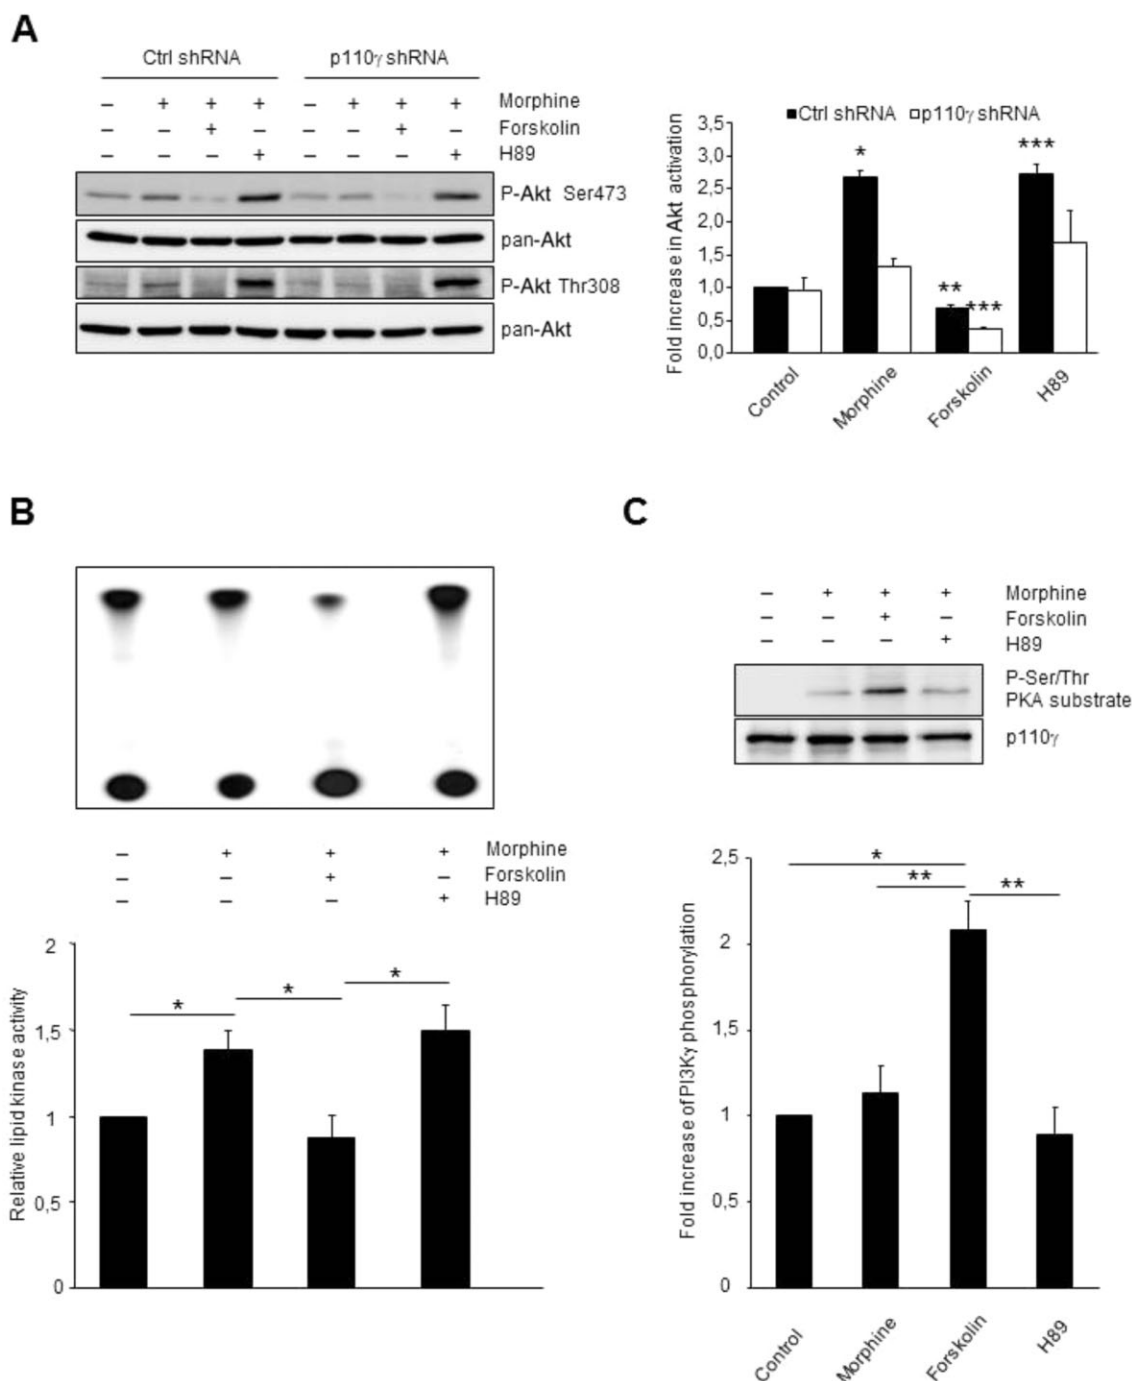 A
Ctrl shRNA p110γ shRNA
– + + + – + + + Morphine
– – + – – – + – Forskolin
– – – + – – – + H89
P-Akt Ser473
pan-Akt
P-Akt Thr308
pan-Akt
Ctrl shRNA p110γ shRNA
Fold increase in Akt activation
3,5
3,0
2,5
2,0
1,5
1,0
0,5
0,0
*
**
***
***
Control
Morphine
Forskolin
H89
B
– + + + Morphine
– – + – Forskolin
– – – + H89
Relative lipid kinase activity
2
1,5
1
0,5
0
*
*
*
C
– + + + Morphine
– – + – Forskolin
– – – + H89
P-Ser/Thr
PKA substrate
p110γ
Fold increase of PI3Kγ phosphorylation
2,5
2
1,5
1
0,5
0
*
**
**
Control
Morphine
Forskolin
H89